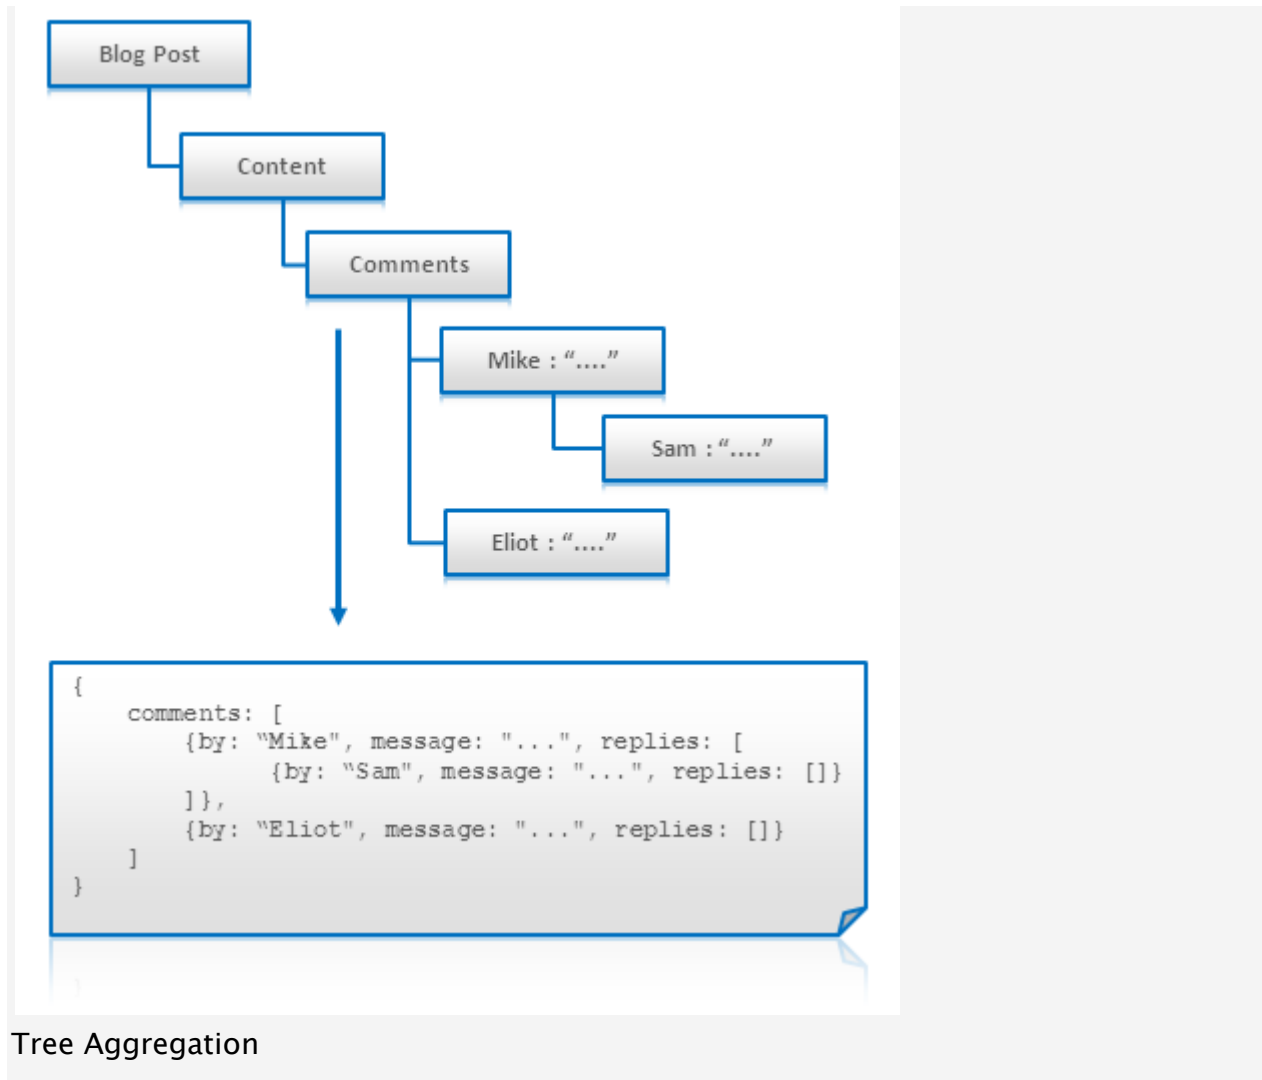 Blog Post
Content
Comments
Mike : “....”
Sam : “....”
Eliot : “....”
{
    comments: [
        {by: “Mike", message: "...", replies: [
              {by: “Sam", message: "...", replies: []}
        ]},
        {by: “Eliot", message: "...", replies: []}
    ]
}
Tree Aggregation